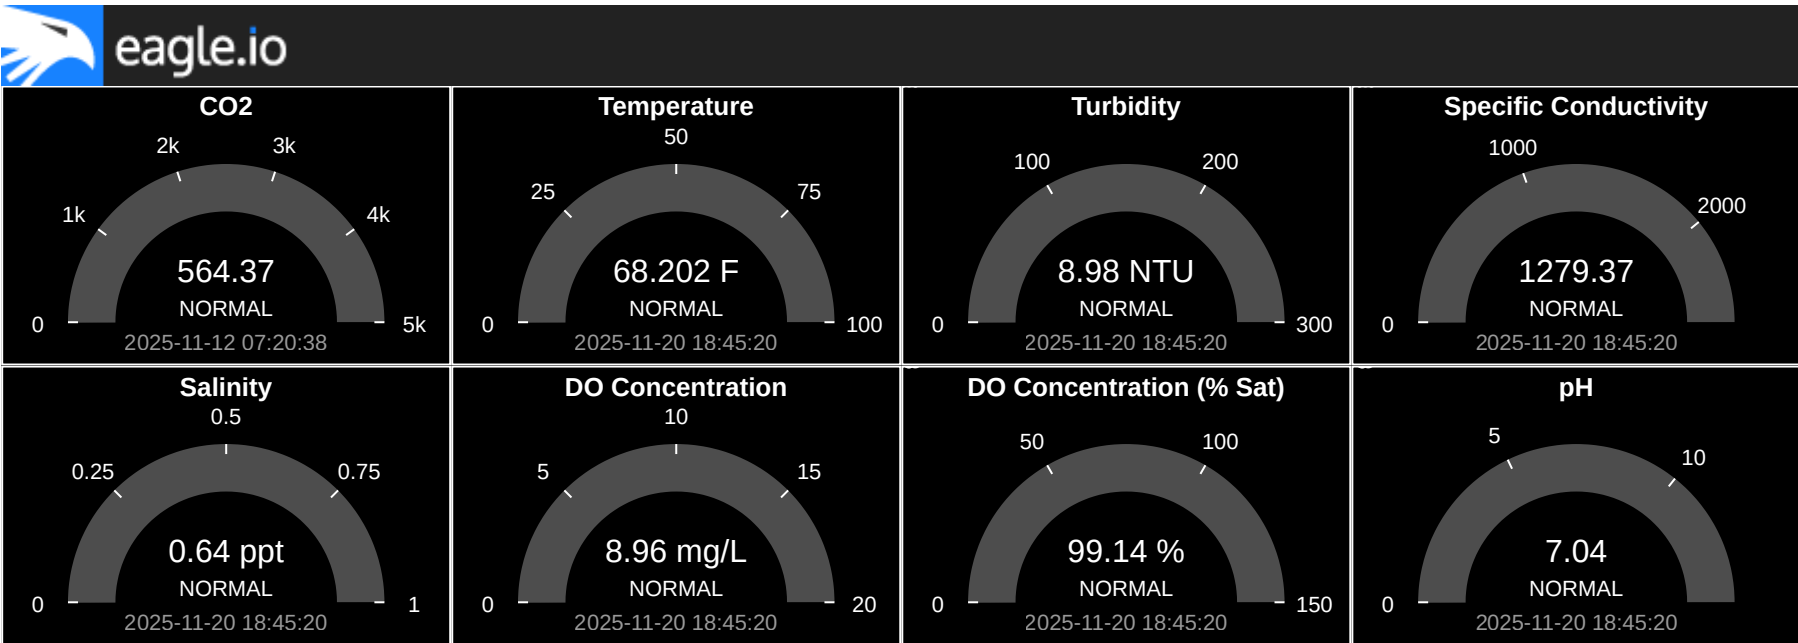 eagle.io
CO2
2k
3k
1k
4k
564.37
NORMAL
0
5k
2025-11-12 07:20:38
Temperature
50
25
75
68.202 F
NORMAL
0
100
2025-11-20 18:45:20
Turbidity
100
200
8.98 NTU
NORMAL
0
300
2025-11-20 18:45:20
Specific Conductivity
1000
2000
1279.37
NORMAL
0
2025-11-20 18:45:20
Salinity
0.5
0.25
0.75
0.64 ppt
NORMAL
0
1
2025-11-20 18:45:20
DO Concentration
10
5
15
8.96 mg/L
NORMAL
0
20
2025-11-20 18:45:20
DO Concentration (% Sat)
50
100
99.14 %
NORMAL
0
150
2025-11-20 18:45:20
pH
5
10
7.04
NORMAL
0
2025-11-20 18:45:20